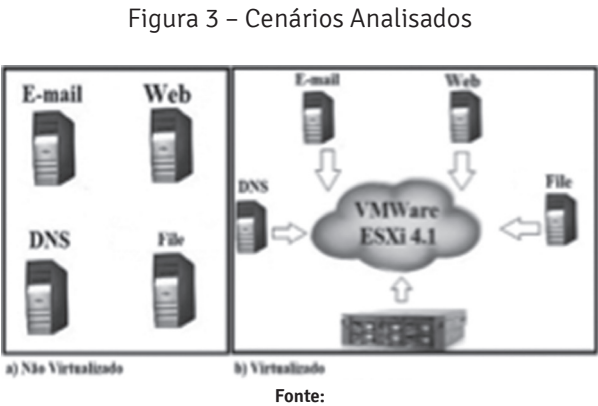 Figura 3 – Cenários Analisados
E-mail
Web
DNS
File
E-mail
Web
DNS
File
VMWare
ESXi 4.1
a) Não Virtualizado
b) Virtualizado
Fonte: